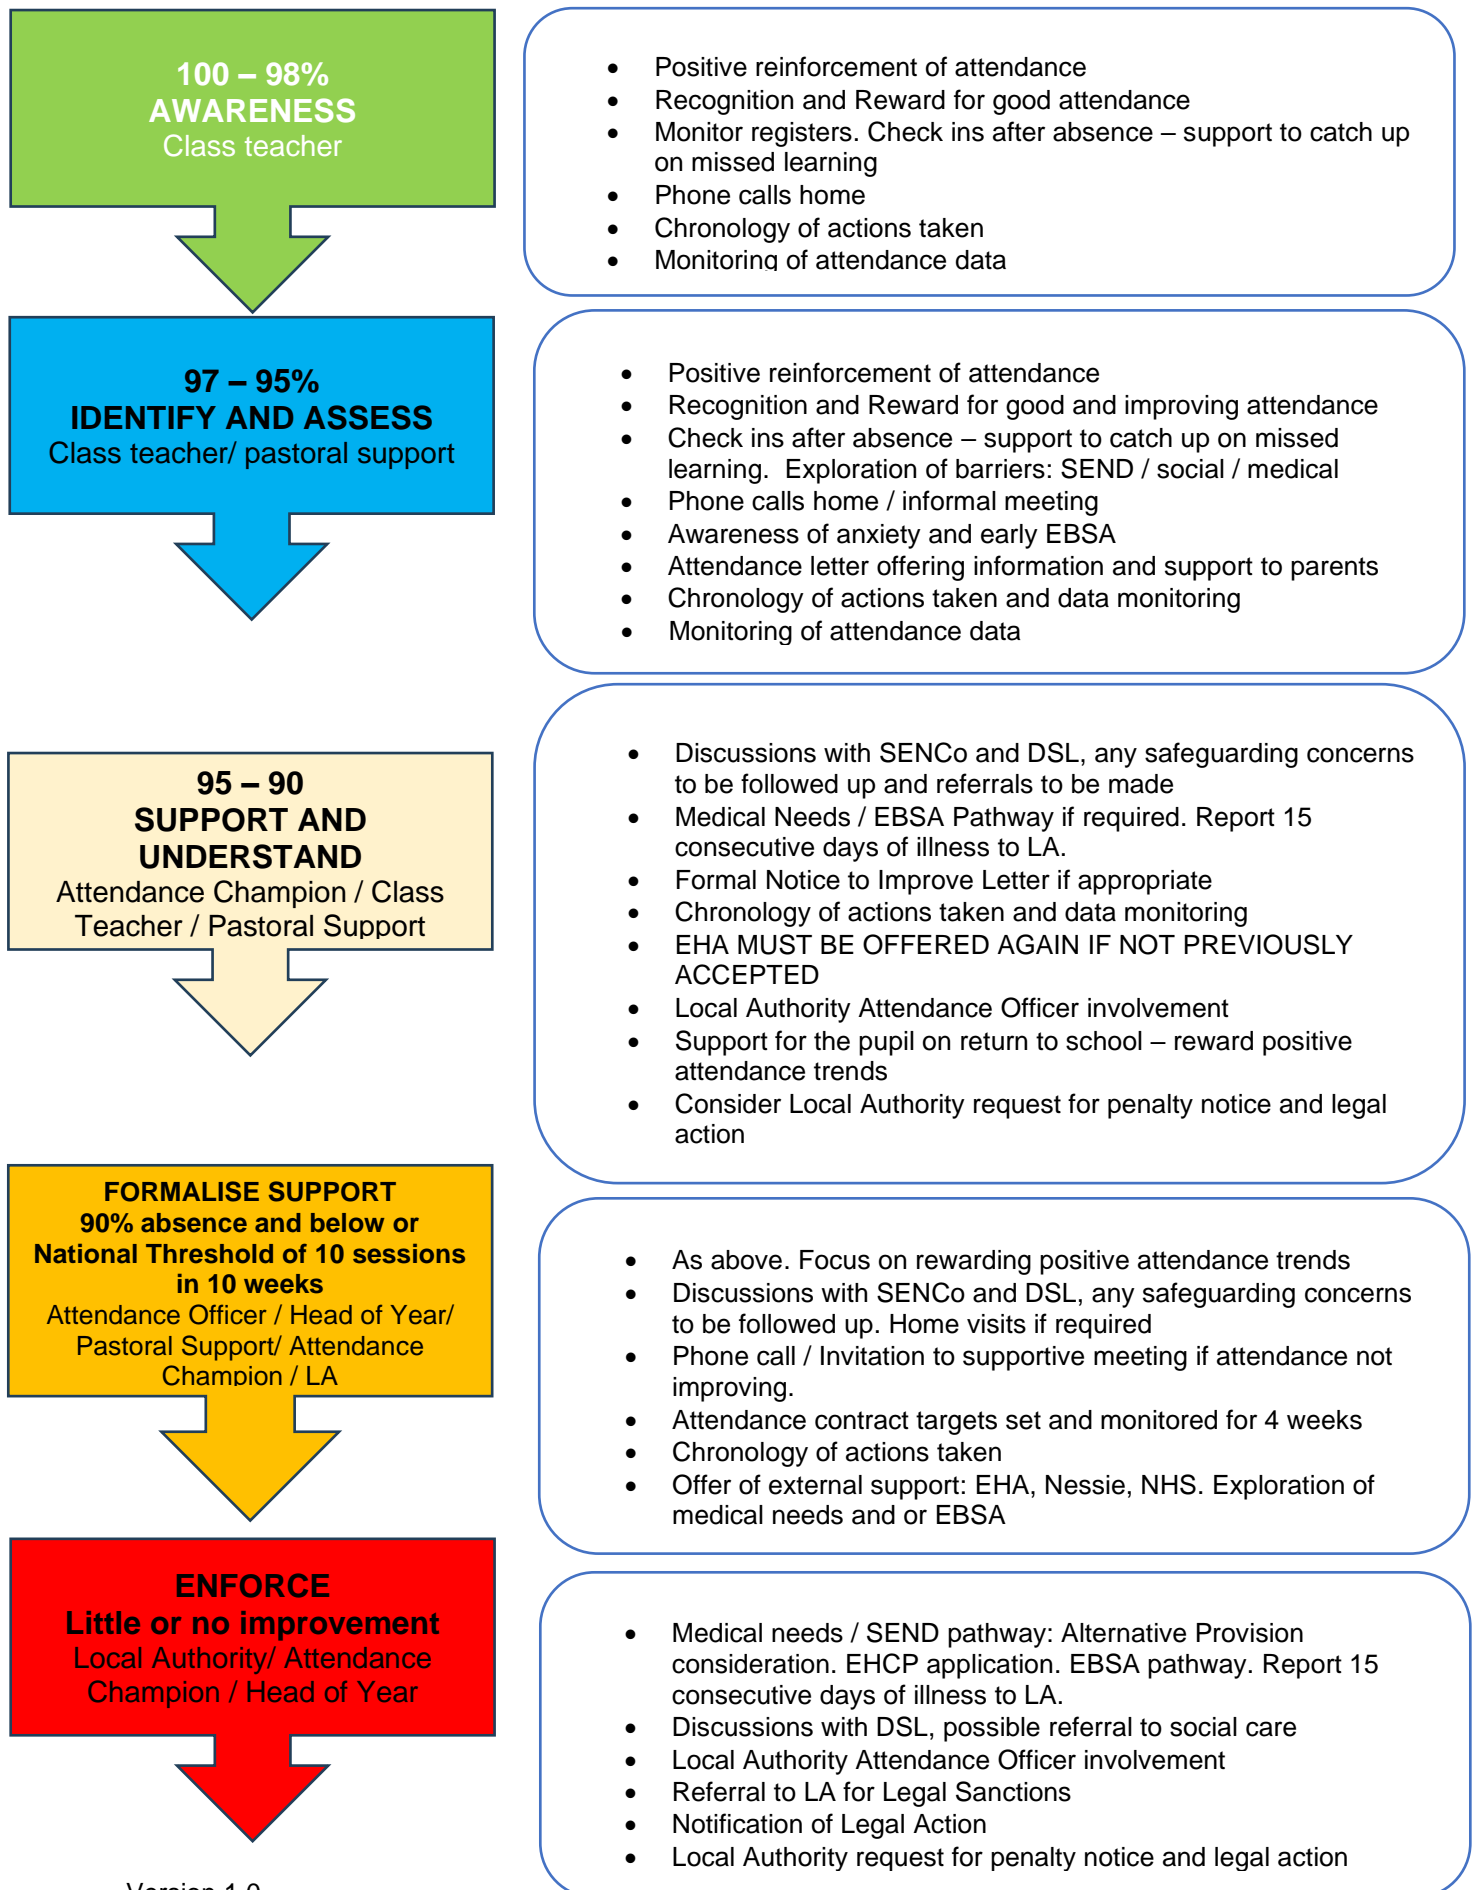 100 – 98%
AWARENESS
Class teacher
• Positive reinforcement of attendance
• Recognition and Reward for good attendance
• Monitor registers. Check ins after absence – support to catch up
on missed learning
• Phone calls home
• Chronology of actions taken
• Monitoring of attendance data
97 – 95%
IDENTIFY AND ASSESS
Class teacher/ pastoral support
• Positive reinforcement of attendance
• Recognition and Reward for good and improving attendance
• Check ins after absence – support to catch up on missed
learning.  Exploration of barriers: SEND / social / medical
• Phone calls home / informal meeting
• Awareness of anxiety and early EBSA
• Attendance letter offering information and support to parents
• Chronology of actions taken and data monitoring
• Monitoring of attendance data
95 – 90
SUPPORT AND
UNDERSTAND
Attendance Champion / Class
Teacher / Pastoral Support
• Discussions with SENCo and DSL, any safeguarding concerns
to be followed up and referrals to be made
• Medical Needs / EBSA Pathway if required. Report 15
consecutive days of illness to LA.
• Formal Notice to Improve Letter if appropriate
• Chronology of actions taken and data monitoring
• EHA MUST BE OFFERED AGAIN IF NOT PREVIOUSLY
ACCEPTED
• Local Authority Attendance Officer involvement
• Support for the pupil on return to school – reward positive
attendance trends
• Consider Local Authority request for penalty notice and legal
action
FORMALISE SUPPORT
90% absence and below or
National Threshold of 10 sessions
in 10 weeks
Attendance Officer / Head of Year/
Pastoral Support/ Attendance
Champion / LA
• As above. Focus on rewarding positive attendance trends
• Discussions with SENCo and DSL, any safeguarding concerns
to be followed up. Home visits if required
• Phone call / Invitation to supportive meeting if attendance not
improving.
• Attendance contract targets set and monitored for 4 weeks
• Chronology of actions taken
• Offer of external support: EHA, Nessie, NHS. Exploration of
medical needs and or EBSA
ENFORCE
Little or no improvement
Local Authority/ Attendance
Champion / Head of Year
• Medical needs / SEND pathway: Alternative Provision
consideration. EHCP application. EBSA pathway. Report 15
consecutive days of illness to LA.
• Discussions with DSL, possible referral to social care
• Local Authority Attendance Officer involvement
• Referral to LA for Legal Sanctions
• Notification of Legal Action
• Local Authority request for penalty notice and legal action
Version 1.0